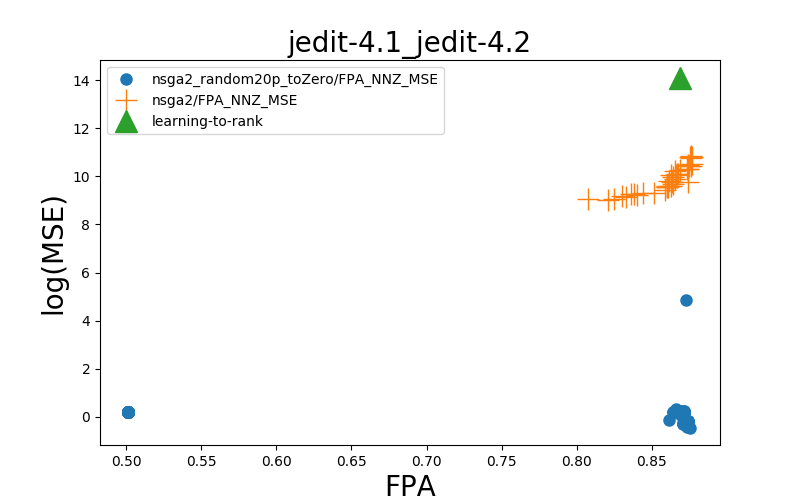 jedit-4.1_jedit-4.2
nsga2_random20p_toZero/FPA_NNZ_MSE
nsga2/FPA_NNZ_MSE
learning-to-rank
log(MSE)
14
12
10
8
6
4
2
0
0.50 0.55 0.60 0.65 0.70 0.75 0.80 0.85
FPA